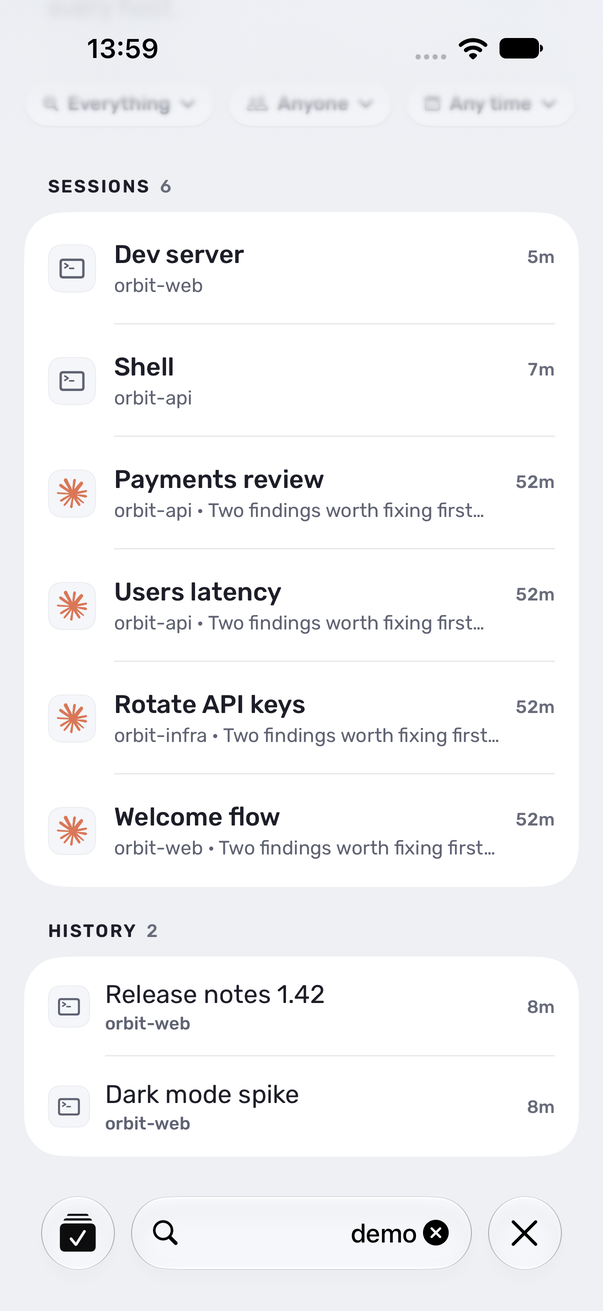 13:59
Everything
Anyone
Any time
SESSIONS 6
Dev server
5m
orbit-web
Shell
7m
orbit-api
Payments review
52m
orbit-api • Two findings worth fixing first…
Users latency
52m
orbit-api • Two findings worth fixing first…
Rotate API keys
52m
orbit-infra • Two findings worth fixing first…
Welcome flow
52m
orbit-web • Two findings worth fixing first…
HISTORY 2
Release notes 1.42
8m
orbit-web
Dark mode spike
8m
orbit-web
demo